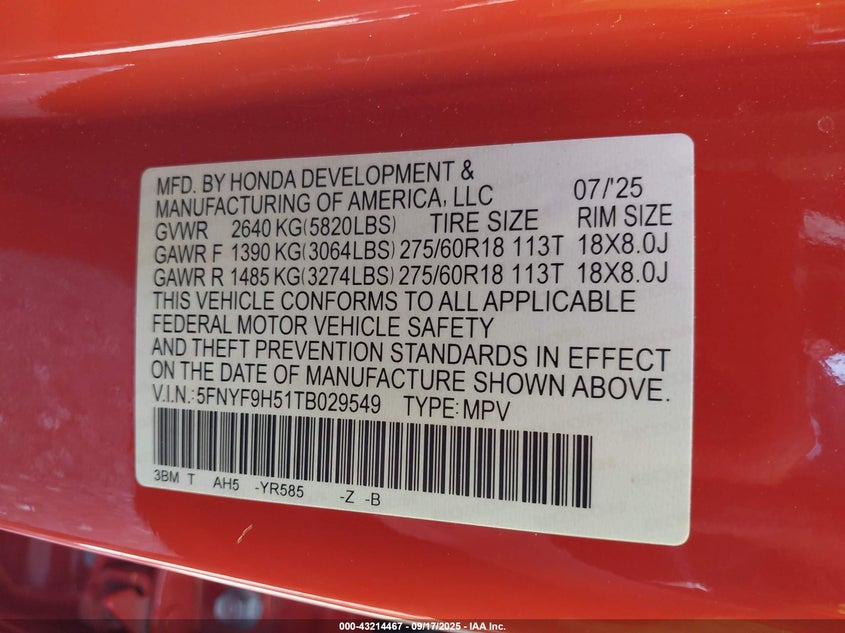 MFD. BY HONDA DEVELOPMENT &
MANUFACTURING OF AMERICA, LLC 07/'25
GVWR 2640 KG(5820LBS) TIRE SIZE RIM SIZE
GAWR F 1390 KG(3064LBS) 275/60R18 113T 18X8.0J
GAWR R 1485 KG(3274LBS) 275/60R18 113T 18X8.0J
THIS VEHICLE CONFORMS TO ALL APPLICABLE
FEDERAL MOTOR VEHICLE SAFETY
AND THEFT PREVENTION STANDARDS IN EFFECT
ON THE DATE OF MANUFACTURE SHOWN ABOVE.
V.I.N.:5FNYF9H51TB029549 TYPE:MPV
3BM T AH5 -YR585 -Z -B
000-43214467 - 09/17/2025 - IAA Inc.